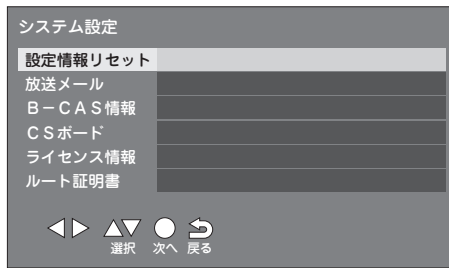 システム設定
設定情報リセット
放送メール
B－CAS情報
CSボード
ライセンス情報
ルート証明書
選択 次へ 戻る